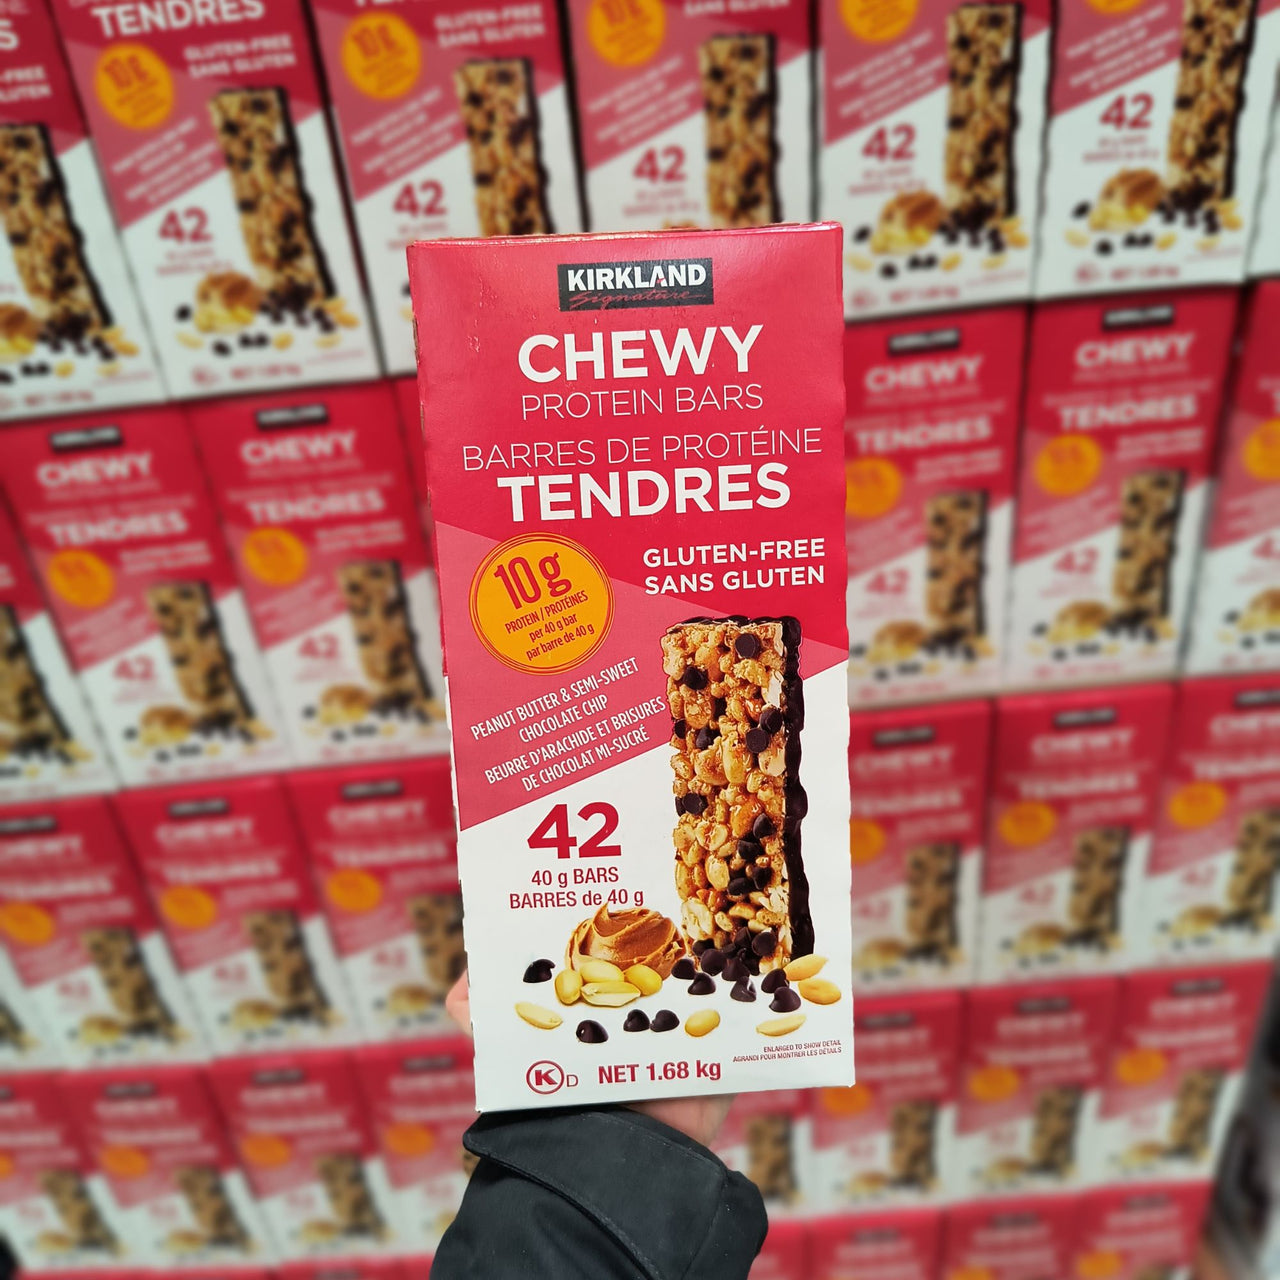 KIRKLAND
Signature
CHEWY
PROTEIN BARS
BARRES DE PROTÉINE
TENDRES
GLUTEN-FREE
SANS GLUTEN
10g
PROTEIN / PROTÉINES
per 40 g bar
par barre de 40 g
PEANUT BUTTER & SEMI-SWEET
CHOCOLATE CHIP
BEURRE D'ARACHIDE ET BRISURES
DE CHOCOLAT MI-SUCRÉ
42
40 g BARS
BARRES de 40 g
ENLARGED TO SHOW DETAIL
AGRANDI POUR MONTRER LES DÉTAILS
K D NET 1.68 kg